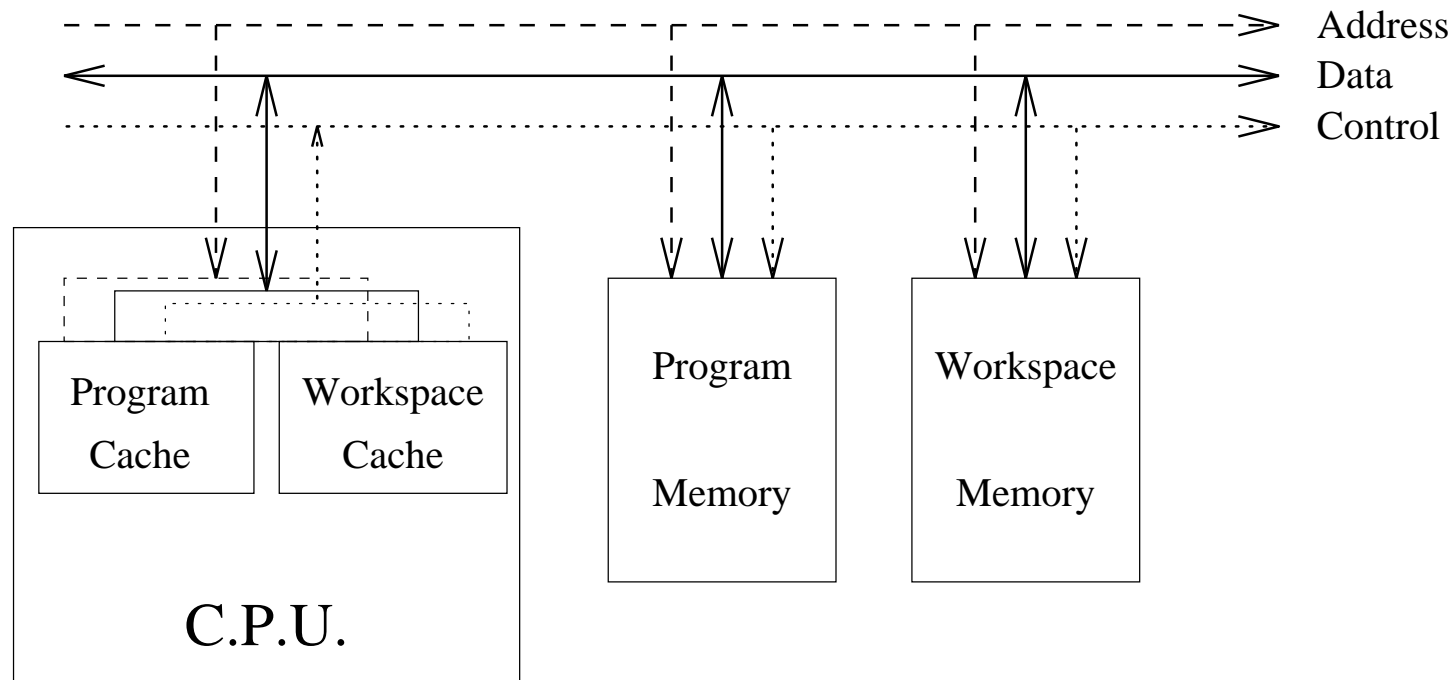 Address
Data
Control
Program
Cache
Workspace
Cache
C.P.U.
Program
Memory
Workspace
Memory